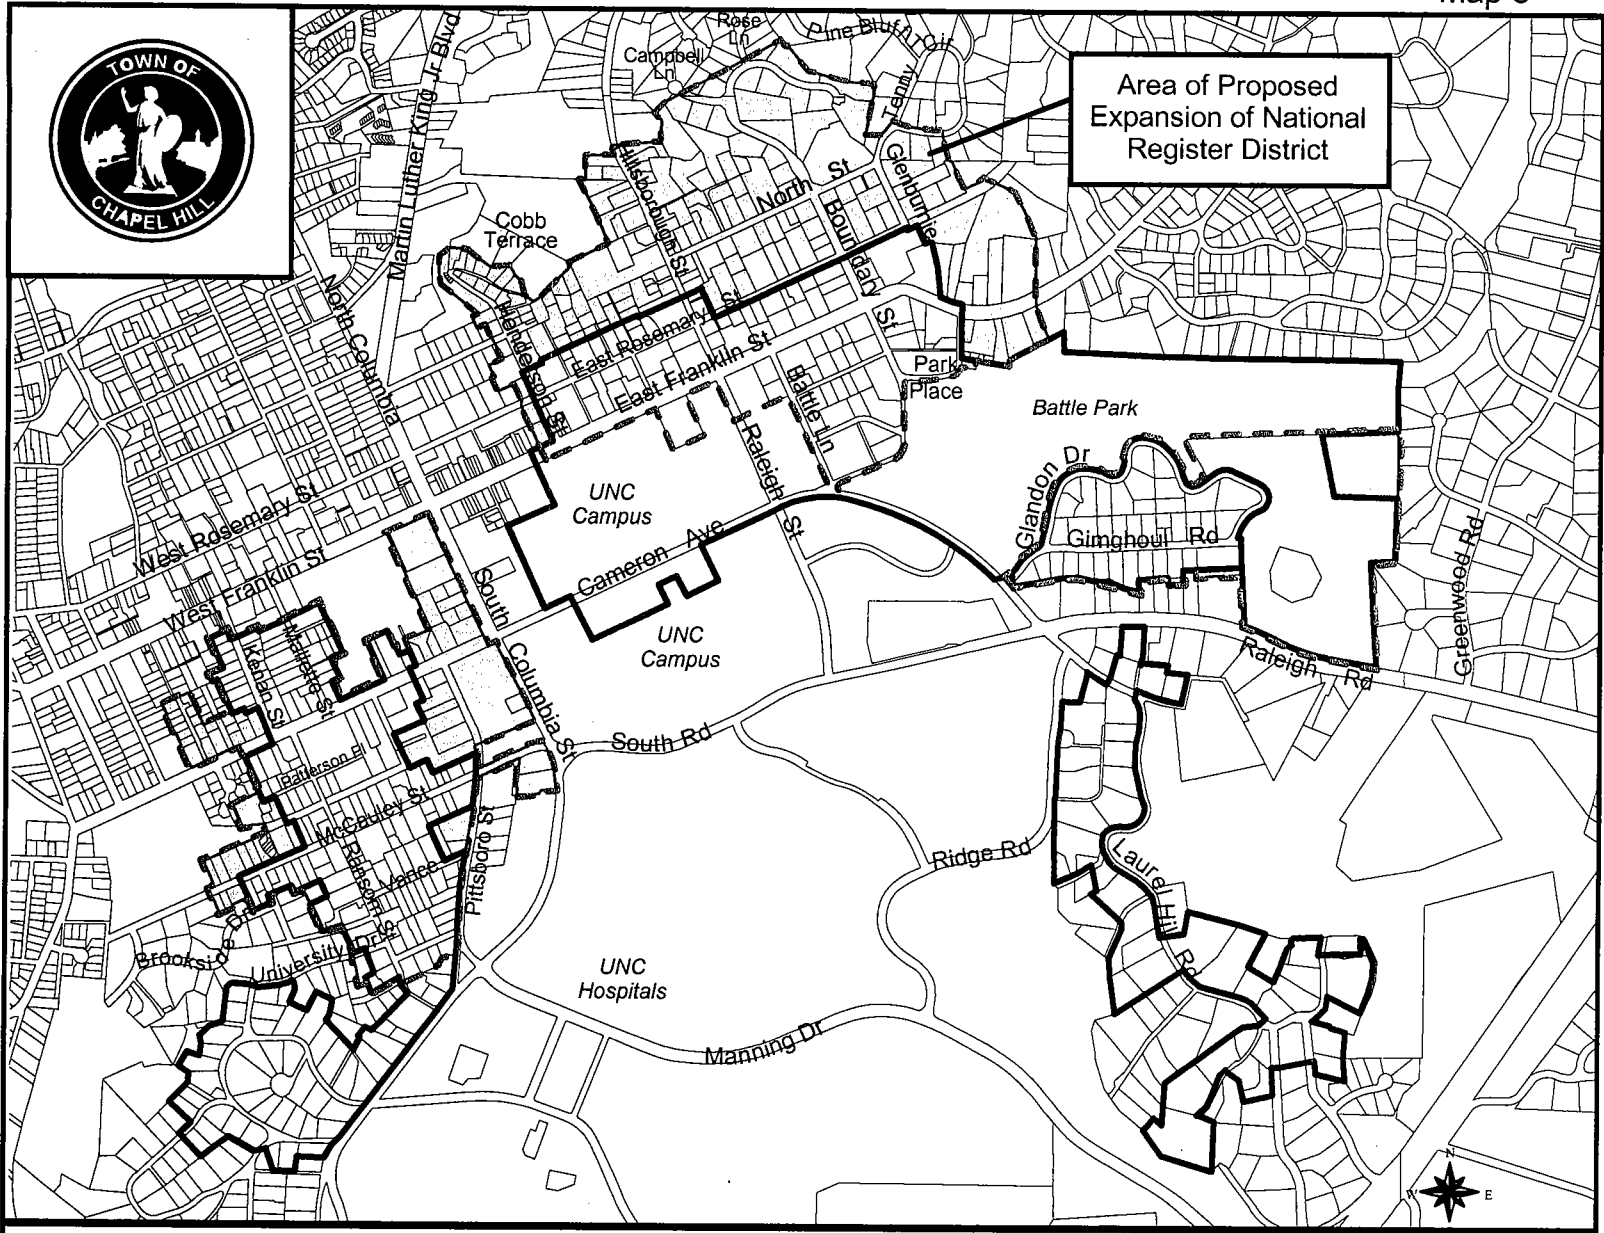 TOWN OF
CHAPEL HILL
Area of Proposed
Expansion of National
Register District
Rose
Ln
Campbell
Ln
Pine Bluff
Cir
Tenny
Martin Luther King Jr Blvd
Hillsborough St
North St
Glenburnie
Boundary St
Cobb
Terrace
North Columbia
Henderson St
East Rosemary St
East Franklin St
Battle Ln
Park
Place
Battle Park
Raleigh St
Glandon Dr
Gimghoul Rd
UNC
Campus
Cameron Ave
West Rosemary St
West Franklin St
South Columbia St
UNC
Campus
Kenan St
Mallette St
Greenwood Rd
Raleigh Rd
South Rd
Patterson Pl
McCauley St
Ransom St
Vance
Pittsboro St
Ridge Rd
Laurel Hill Rd
Brookside Dr
University Dr
UNC
Hospitals
Manning Dr
N
W
E